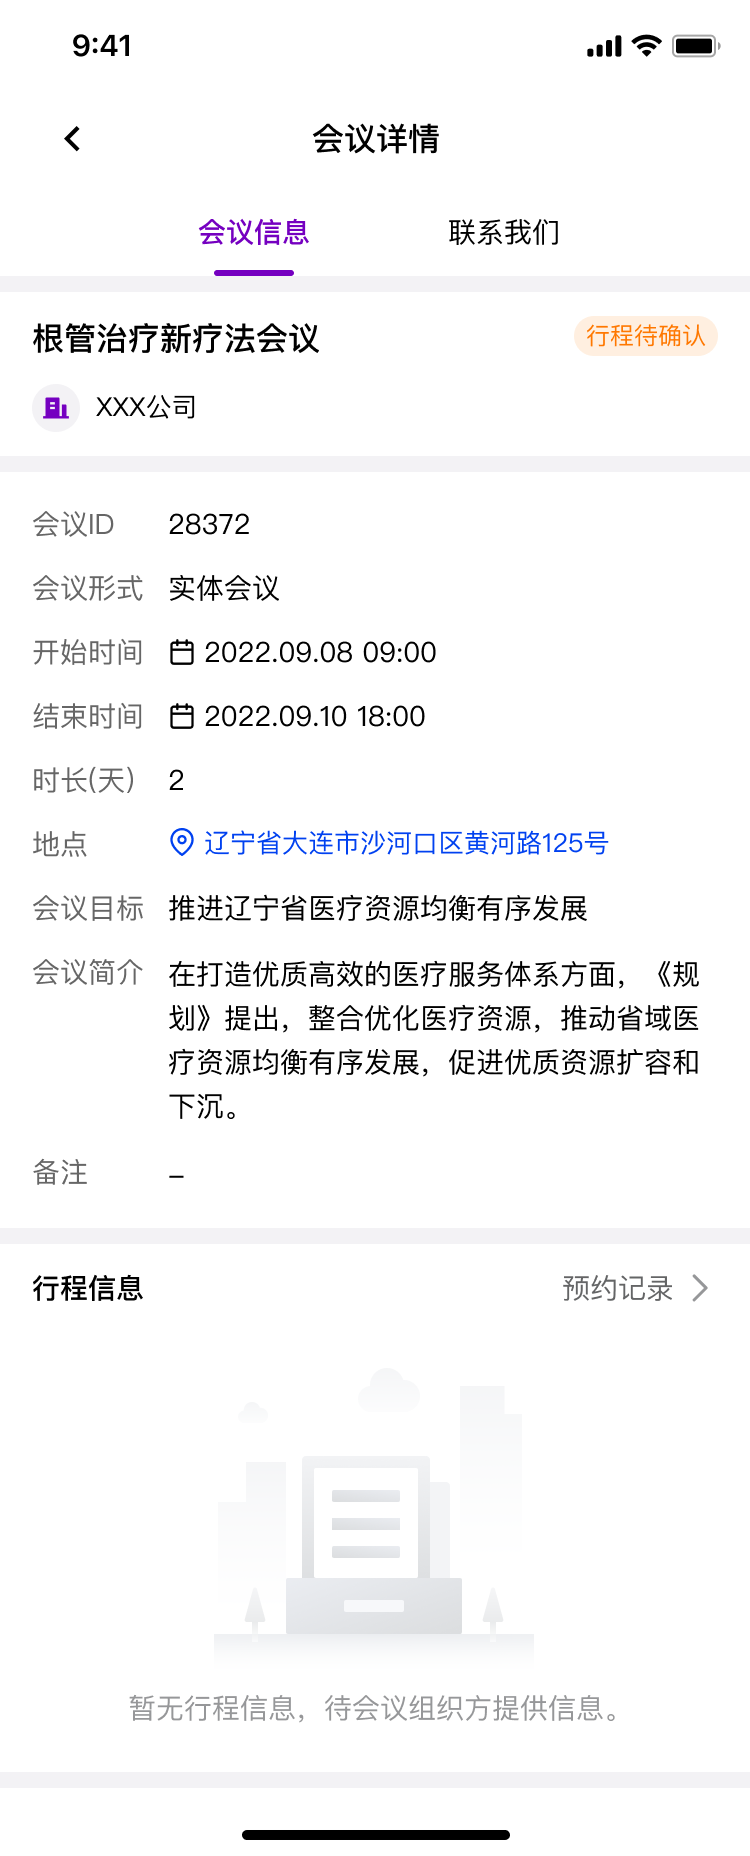 9:41
会议详情
会议信息 联系我们
根管治疗新疗法会议 行程待确认
XXX公司
会议ID 28372
会议形式 实体会议
开始时间 2022.09.08 09:00
结束时间 2022.09.10 18:00
时长(天) 2
地点 辽宁省大连市沙河口区黄河路125号
会议目标 推进辽宁省医疗资源均衡有序发展
会议简介 在打造优质高效的医疗服务体系方面，《规
划》提出，整合优化医疗资源，推动省域医
疗资源均衡有序发展，促进优质资源扩容和
下沉。
备注 –
行程信息 预约记录
暂无行程信息，待会议组织方提供信息。